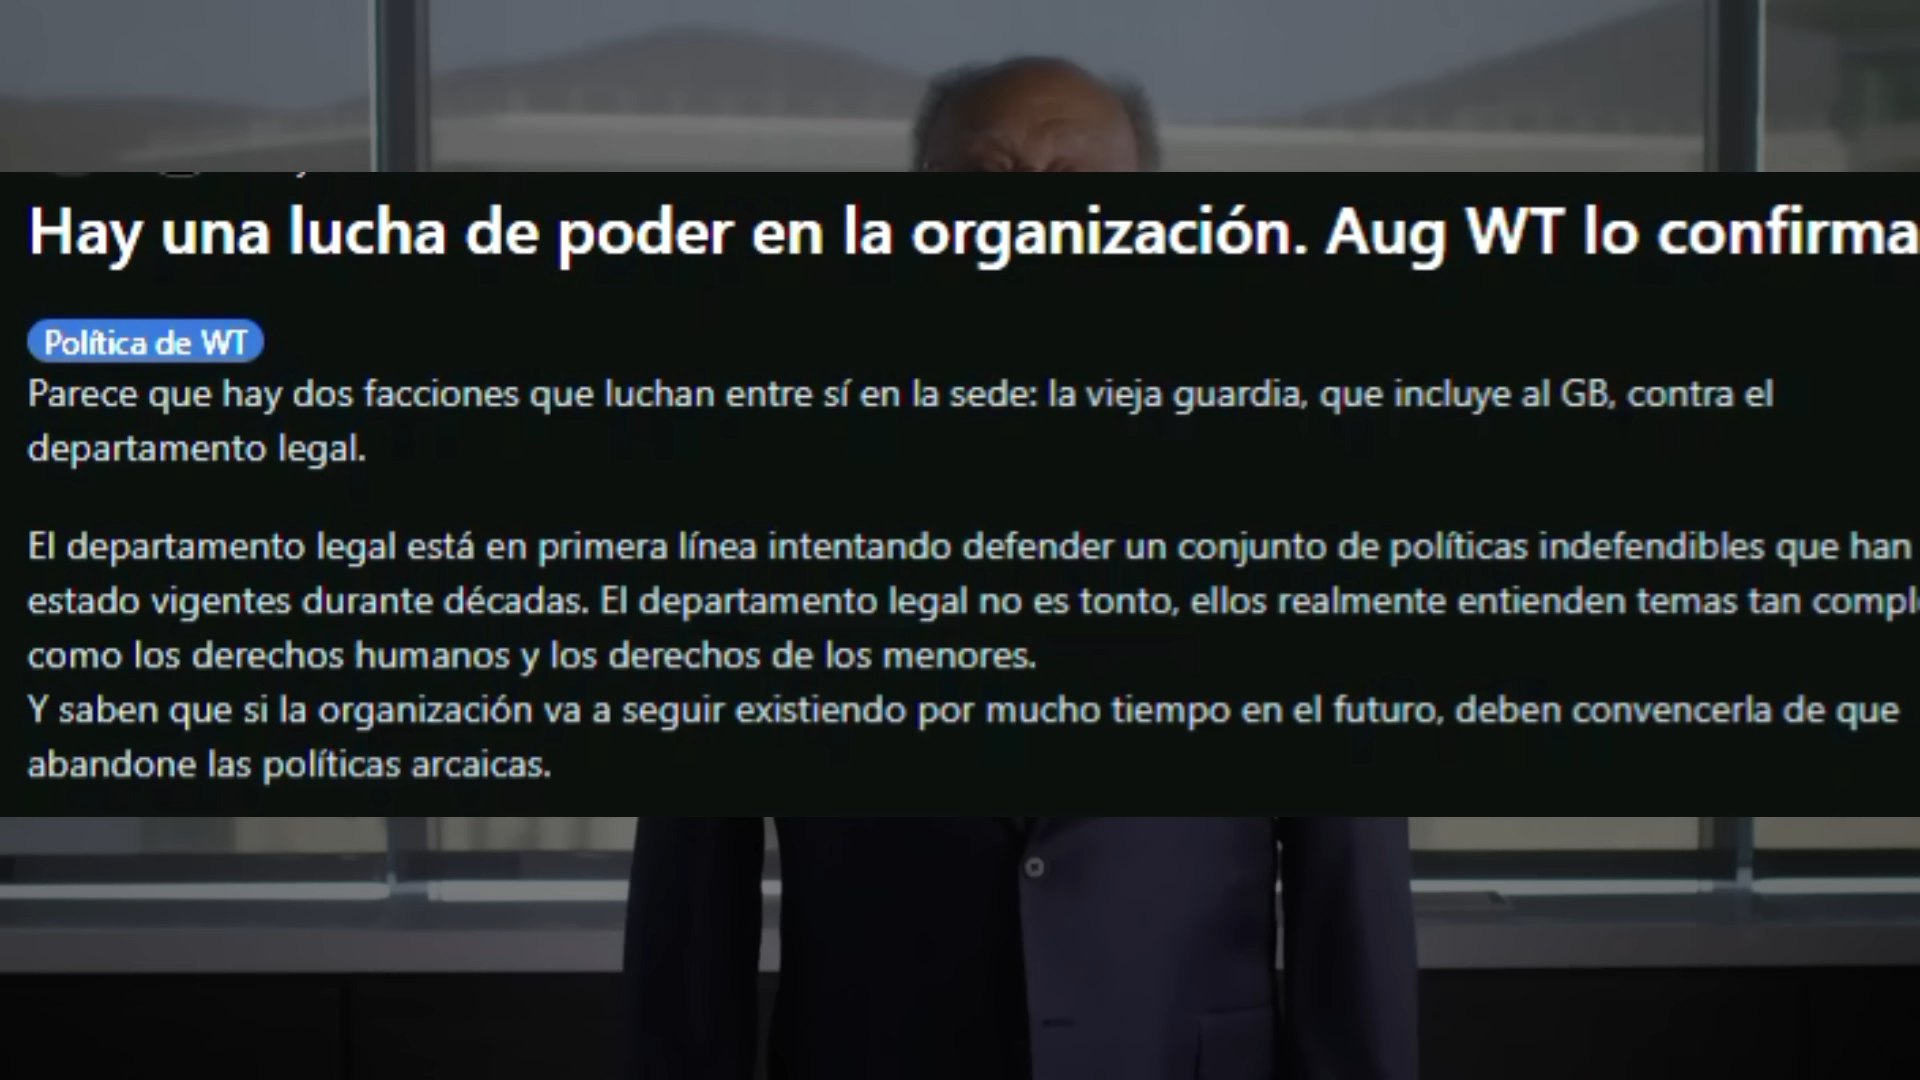 Hay una lucha de poder en la organización. Aug WT lo confirma
Política de WT
Parece que hay dos facciones que luchan entre sí en la sede: la vieja guardia, que incluye al GB, contra el
departamento legal.
El departamento legal está en primera línea intentando defender un conjunto de políticas indefendibles que han
estado vigentes durante décadas. El departamento legal no es tonto, ellos realmente entienden temas tan
como los derechos humanos y los derechos de los menores.
Y saben que si la organización va a seguir existiendo por mucho tiempo en el futuro, deben convencerla de que
abandone las políticas arcaicas.